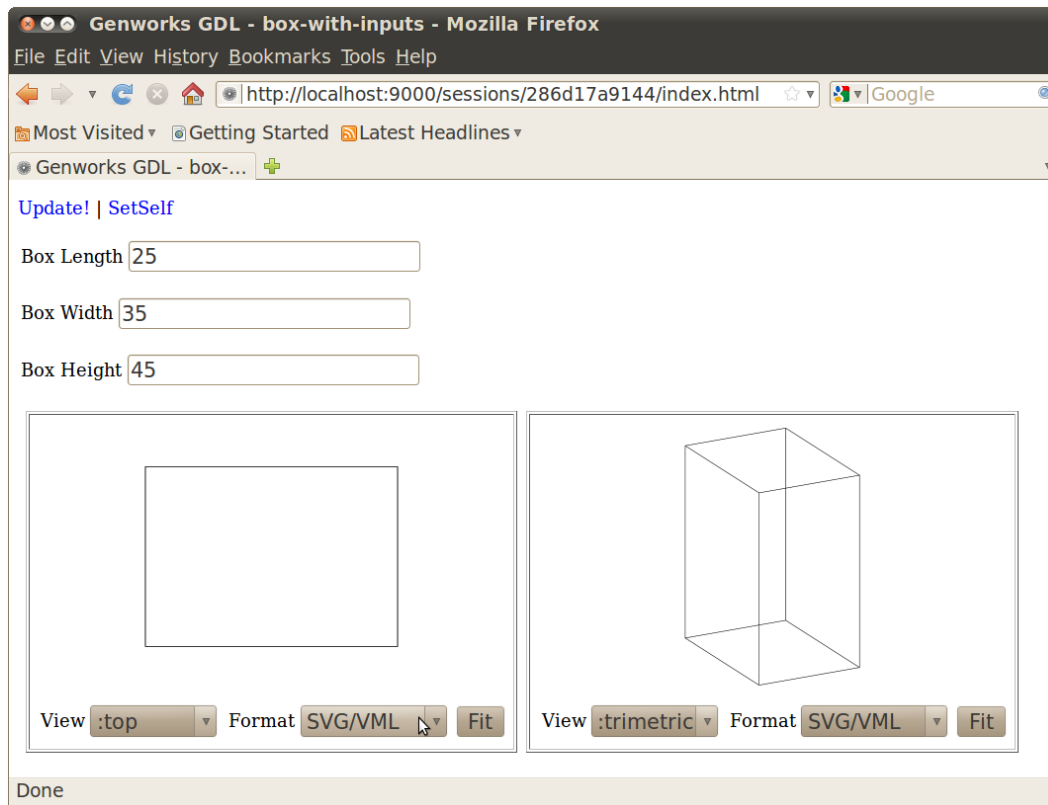 Genworks GDL - box-with-inputs - Mozilla Firefox
File Edit View History Bookmarks Tools Help
http://localhost:9000/sessions/286d17a9144/index.html Google
Most Visited Getting Started Latest Headlines
Genworks GDL - box-...
Update! | SetSelf
Box Length 25
Box Width 35
Box Height 45
View :top Format SVG/VML Fit View :trimetric Format SVG/VML Fit
Done